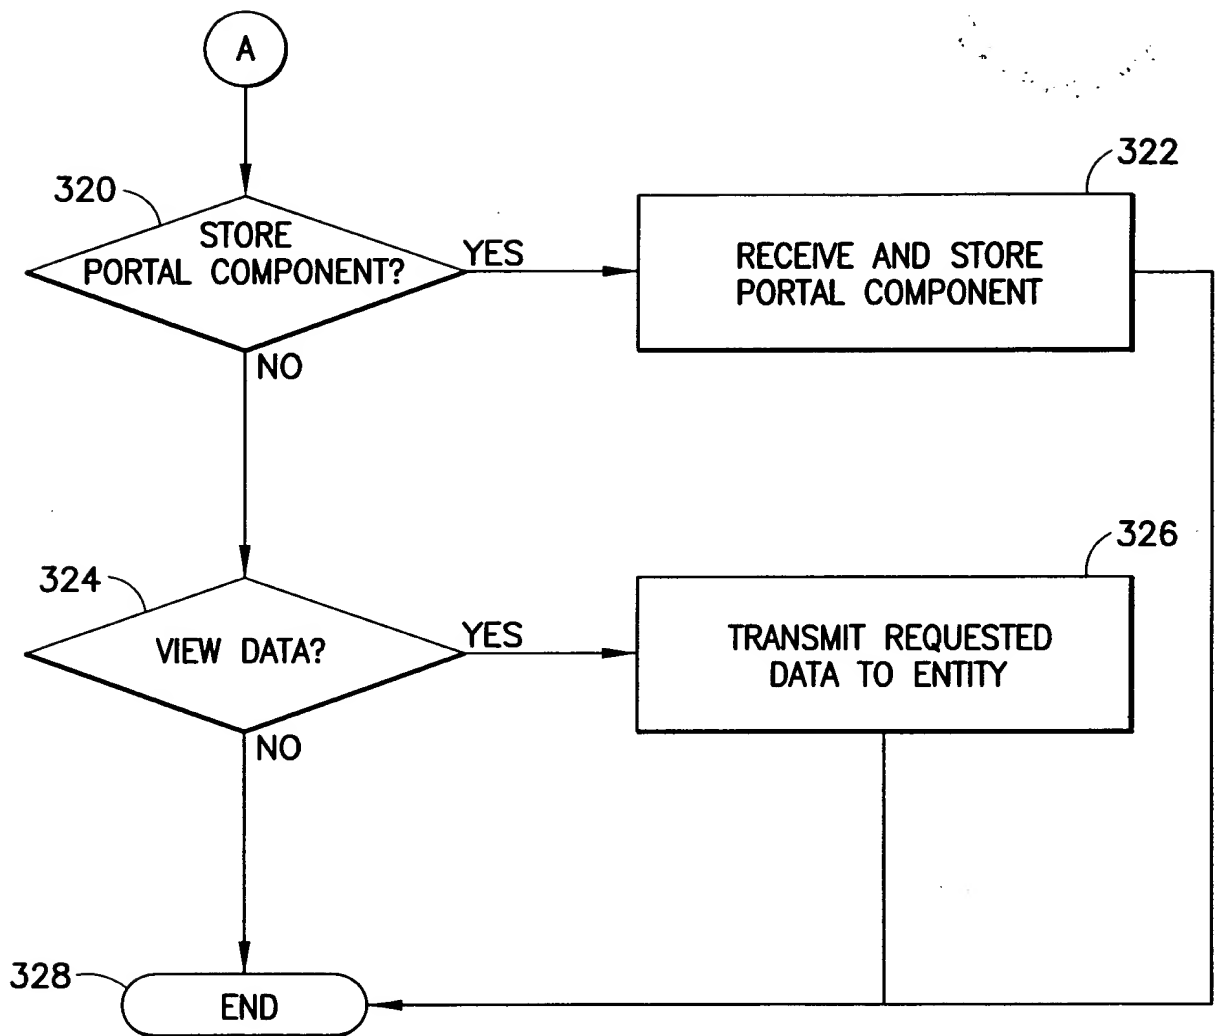 A
320
STORE
PORTAL COMPONENT?
YES
322
RECEIVE AND STORE
PORTAL COMPONENT
NO
324
VIEW DATA?
YES
326
TRANSMIT REQUESTED
DATA TO ENTITY
NO
328
END